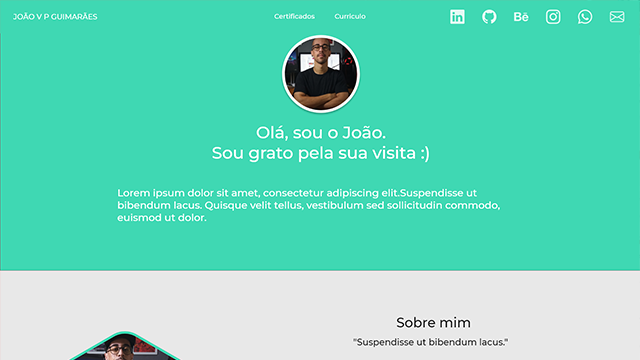 JOÃO V P GUIMARÃES
Certificados
Currículo
Olá, sou o João.
Sou grato pela sua visita :)
Lorem ipsum dolor sit amet, consectetur adipiscing elit.Suspendisse ut
bibendum lacus. Quisque velit tellus, vestibulum sed sollicitudin commodo,
euismod ut dolor.
Sobre mim
"Suspendisse ut bibendum lacus."